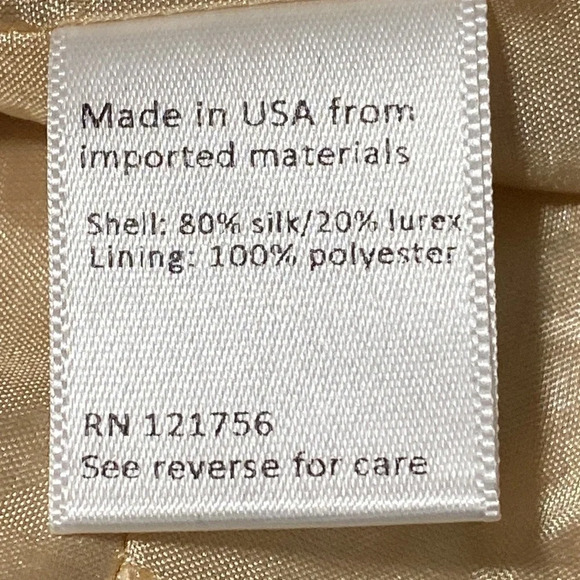 Made in USA from
imported materials
Shell: 80% silk/20% lurex
Lining: 100% polyester
RN 121756
See reverse for care